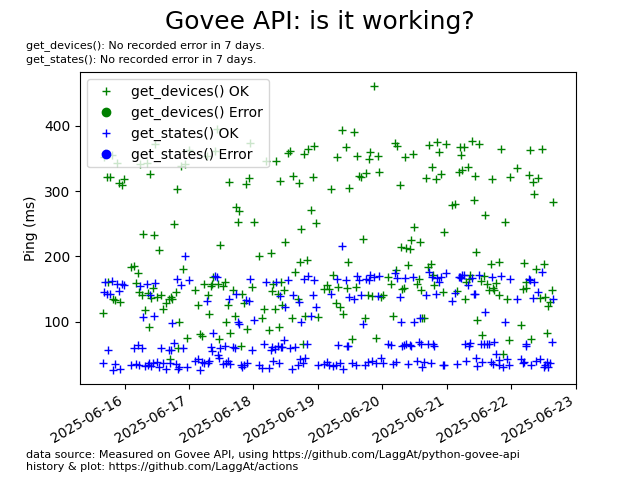 Govee API: is it working?
get_devices(): No recorded error in 7 days.
get_states(): No recorded error in 7 days.
get_devices() OK
get_devices() Error
get_states() OK
get_states() Error
Ping (ms)
400
300
200
100
2025-06-16
2025-06-17
2025-06-18
2025-06-19
2025-06-20
2025-06-21
2025-06-22
2025-06-23
data source: Measured on Govee API, using https://github.com/LaggAt/python-govee-api
history & plot: https://github.com/LaggAt/actions